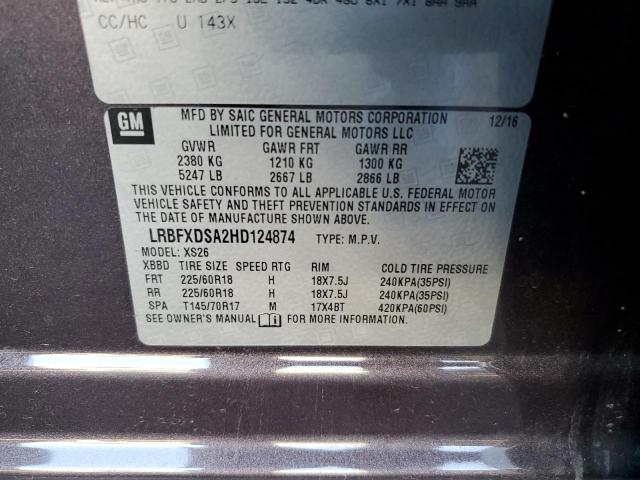 CC/HC U 143X
GM
MFD BY SAIC GENERAL MOTORS CORPORATION 12/16
LIMITED FOR GENERAL MOTORS LLC
GVWR GAWR FRT GAWR RR
2380 KG 1210 KG 1300 KG
5247 LB 2667 LB 2866 LB
THIS VEHICLE CONFORMS TO ALL APPLICABLE U.S. FEDERAL MOTOR
VEHICLE SAFETY AND THEFT PREVENTION STANDARDS IN EFFECT ON
THE DATE OF MANUFACTURE SHOWN ABOVE.
LRBFXDSA2HD124874 TYPE: M.P.V.
MODEL: XS26
XBBD TIRE SIZE SPEED RTG RIM COLD TIRE PRESSURE
FRT 225/60R18 H 18X7.5J 240KPA(35PSI)
RR 225/60R18 H 18X7.5J 240KPA(35PSI)
SPA T145/70R17 M 17X4BT 420KPA(60PSI)
SEE OWNER'S MANUAL FOR MORE INFORMATION.